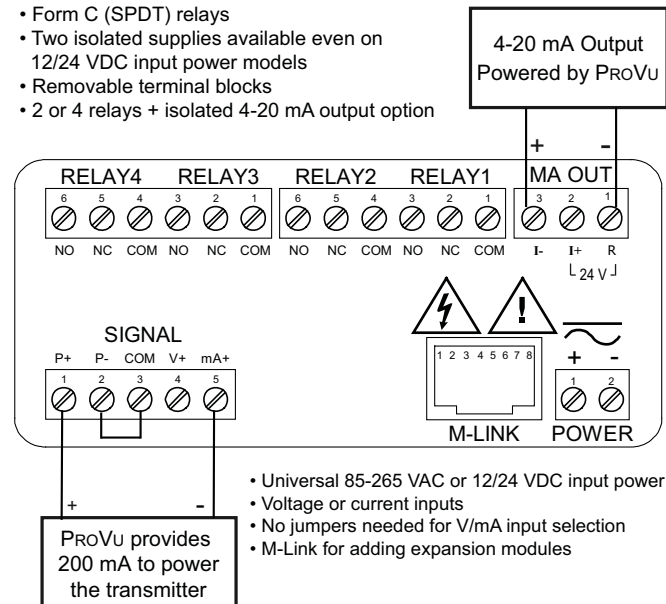 • Form C (SPDT) relays
• Two isolated supplies available even on
12/24 VDC input power models
• Removable terminal blocks
• 2 or 4 relays + isolated 4-20 mA output option
4-20 mA Output
Powered by PROVU
+ -
RELAY4 RELAY3 RELAY2 RELAY1 MA OUT
6 5 4 3 2 1 6 5 4 3 2 1 3 2 1
NO NC COM NO NC COM NO NC COM NO NC COM I- I+ R
24 V
SIGNAL
P+ P- COM V+ mA+
1 2 3 4 5
!
1 2 3 4 5 6 7 8
+ -
1 2
M-LINK POWER
+ -
PROVU provides
200 mA to power
the transmitter
• Universal 85-265 VAC or 12/24 VDC input power
• Voltage or current inputs
• No jumpers needed for V/mA input selection
• M-Link for adding expansion modules